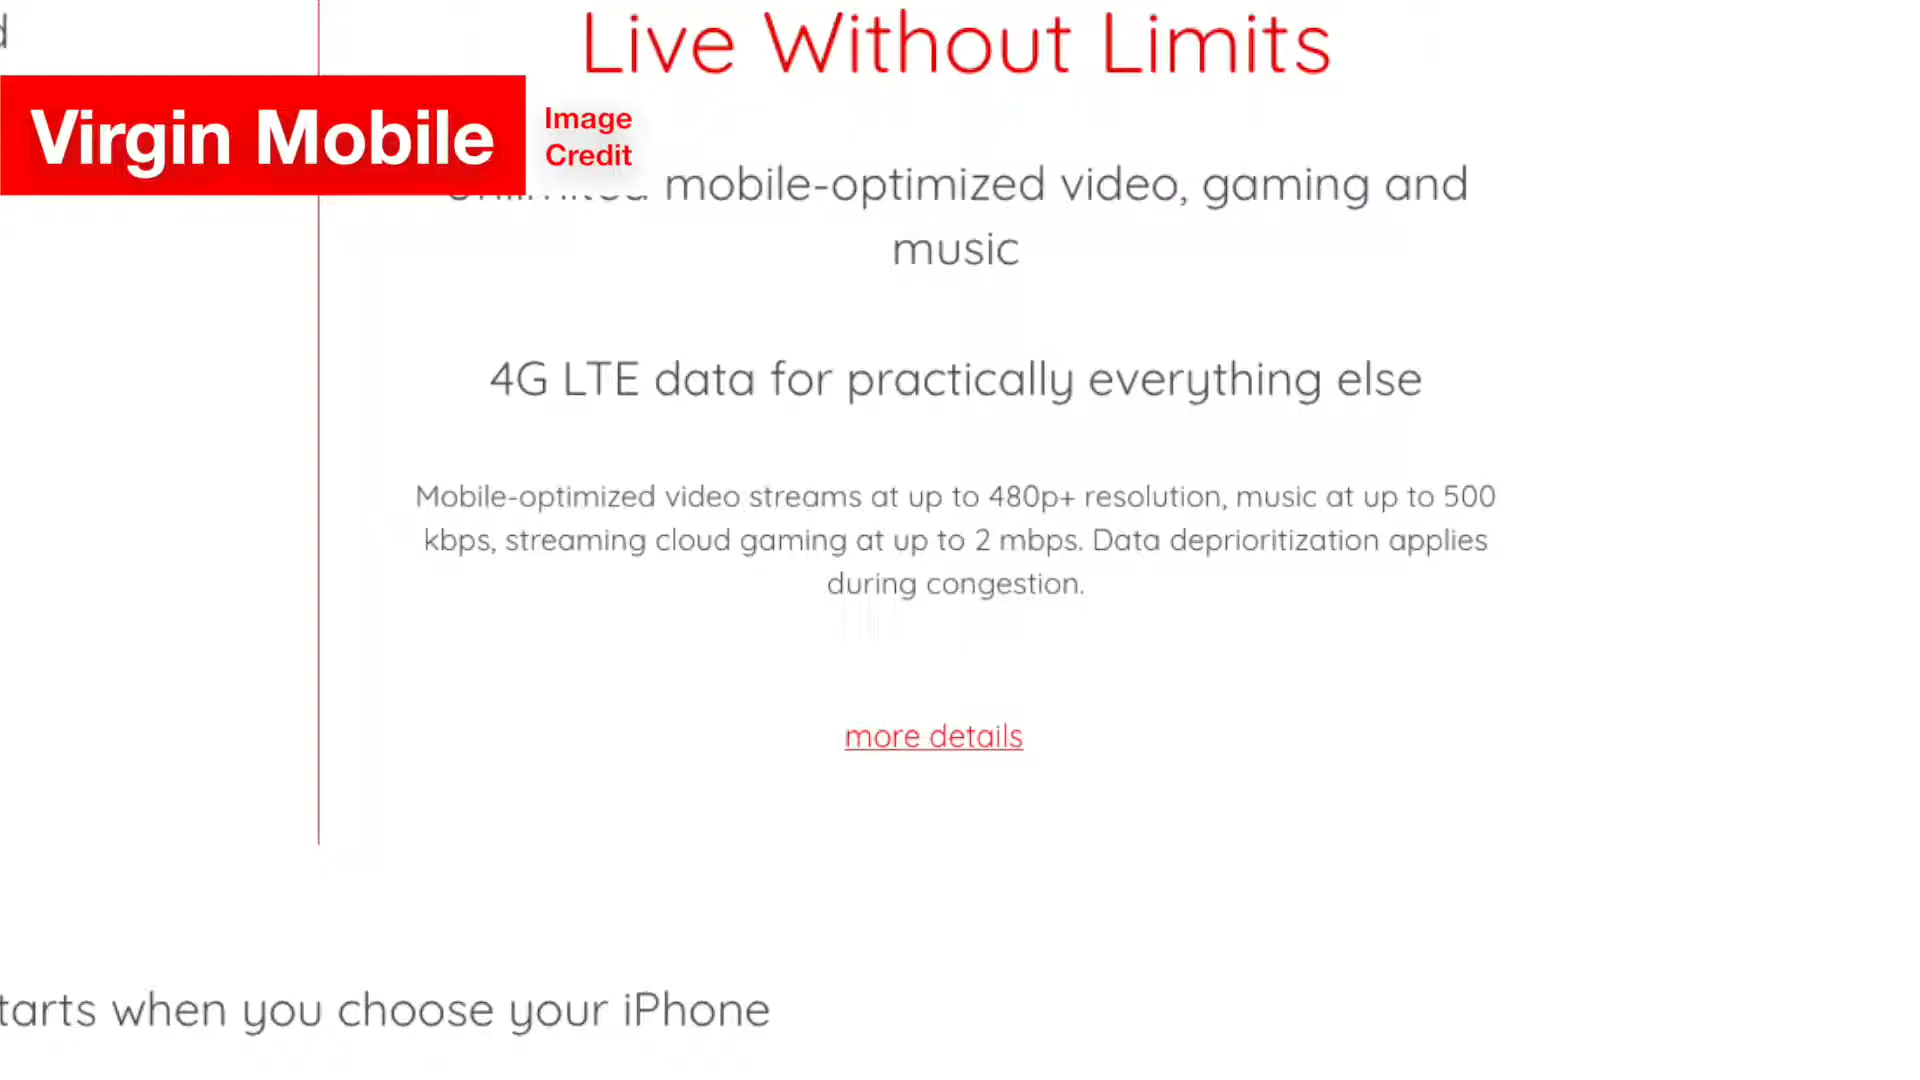 Live Without Limits
Virgin Mobile
Image
Credit
mobile-optimized video, gaming and
music
4G LTE data for practically everything else
Mobile-optimized video streams at up to 480p+ resolution, music at up to 500
kbps, streaming cloud gaming at up to 2 mbps. Data deprioritization applies
during congestion.
more details
tarts when you choose your iPhone